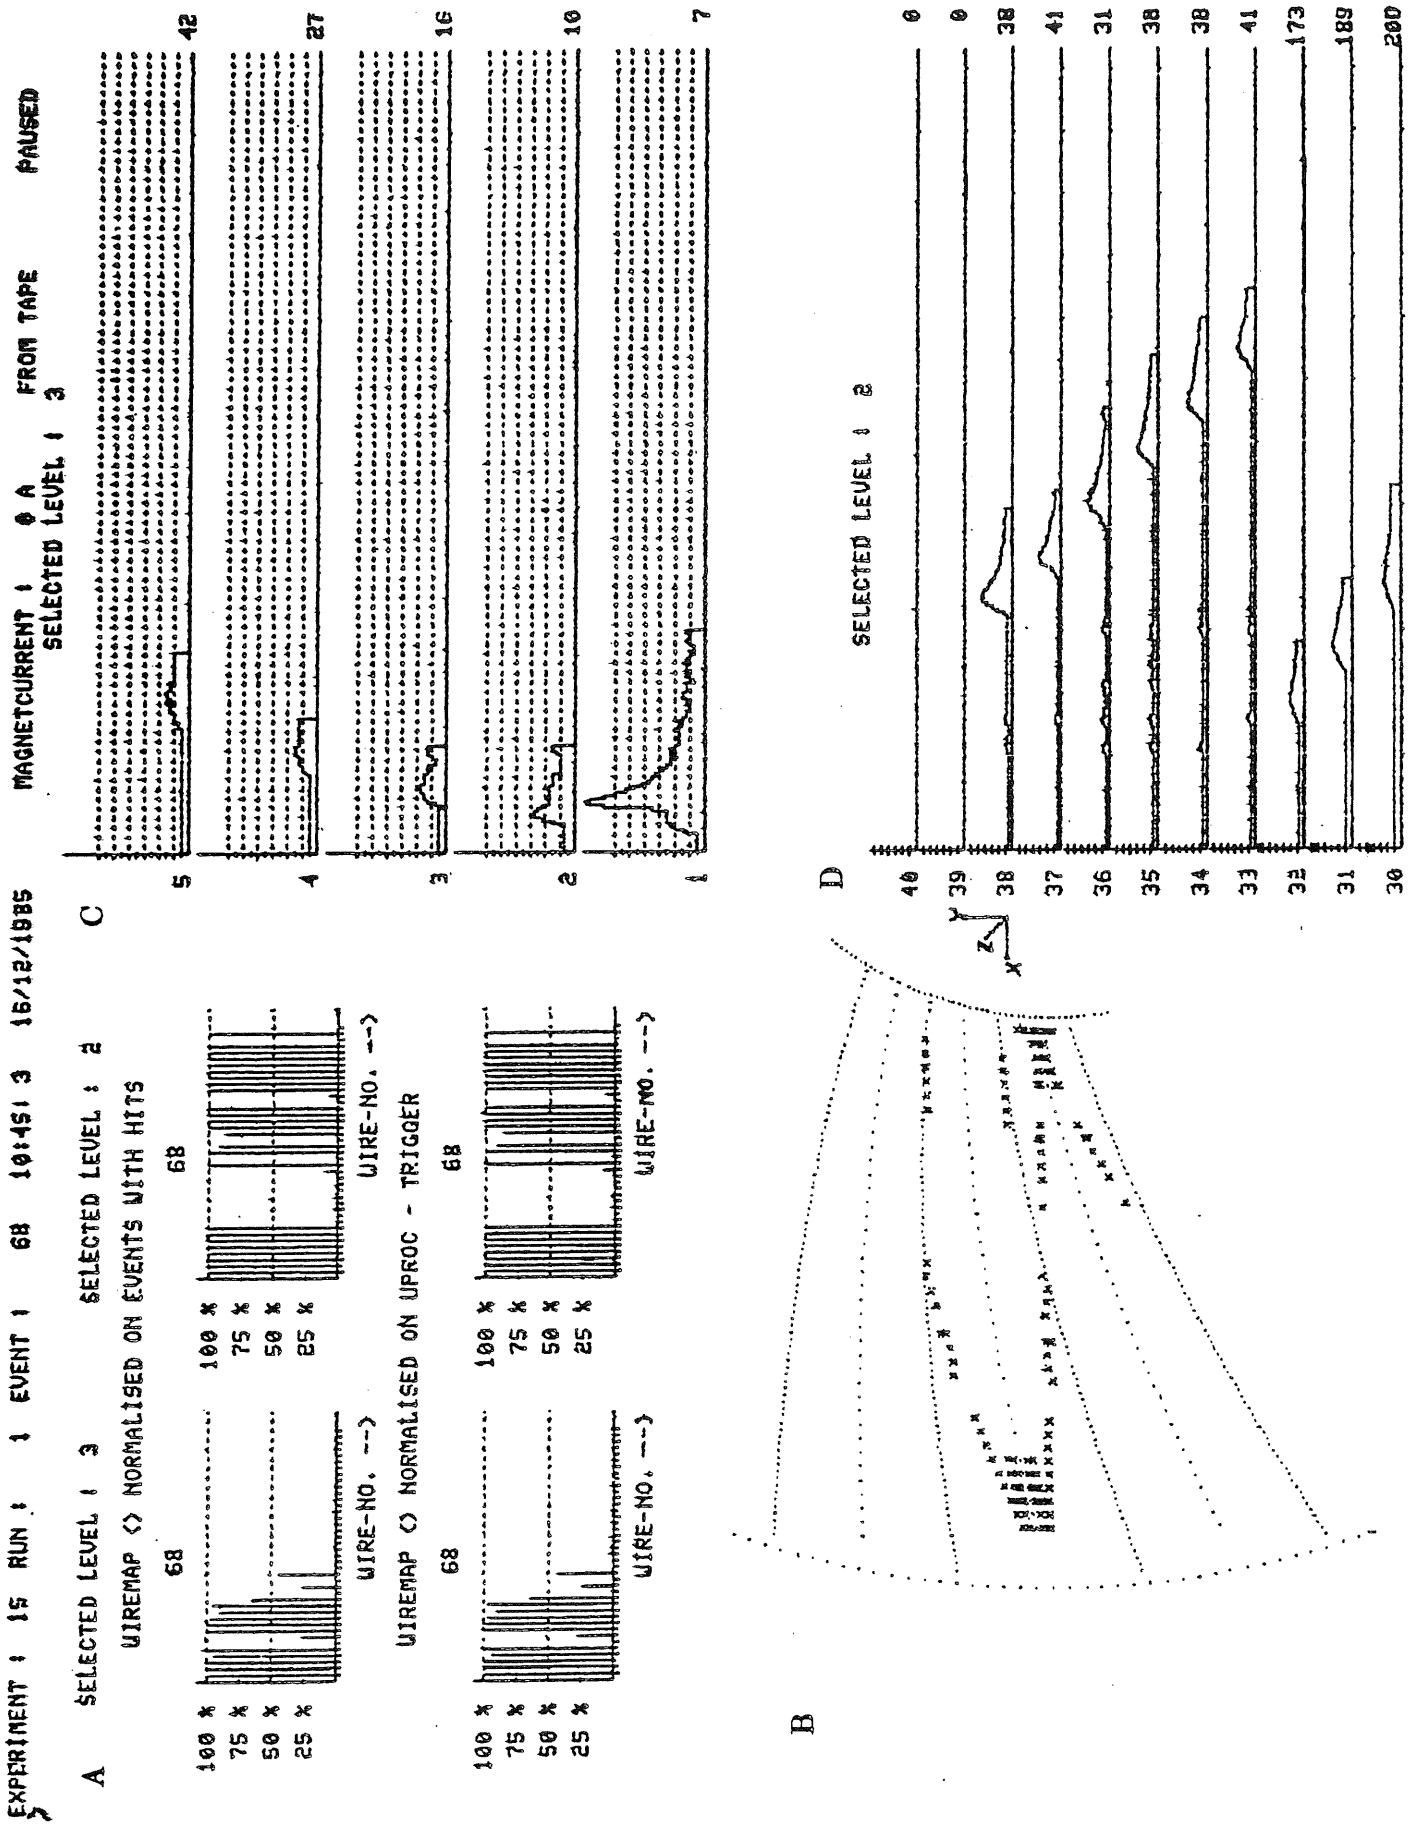 EXPERIMENT : 15 RUN : 1 EVENT : 68 10:45: 3 16/12/1985 MAGNETCURRENT : 0 A FROM TAPE PAUSED
A SELECTED LEVEL : 3 SELECTED LEVEL : 2
WIREMAP <> NORMALISED ON EVENTS WITH HITS
68 68
100 % 100 %
75 % 75 %
50 % 50 %
25 % 25 %
WIRE-NO. --> WIRE-NO. -->
WIREMAP <> NORMALISED ON UPROC - TRIGGER
68 68
100 % 100 %
75 % 75 %
50 % 50 %
25 % 25 %
WIRE-NO. --> WIRE-NO. -->
C SELECTED LEVEL : 3
5 42
4 27
3 16
2 10
1 7
B
Y
Z
X
D SELECTED LEVEL : 2
40 0
39 0
38 38
37 41
36 31
35 38
34 38
33 41
32 173
31 189
30 200